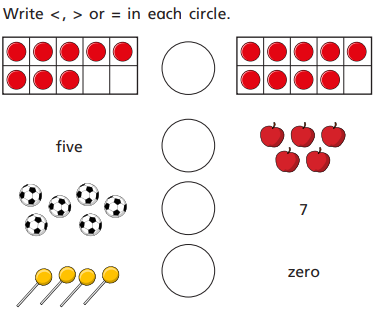 Write <, > or = in each circle.
five
7
zero